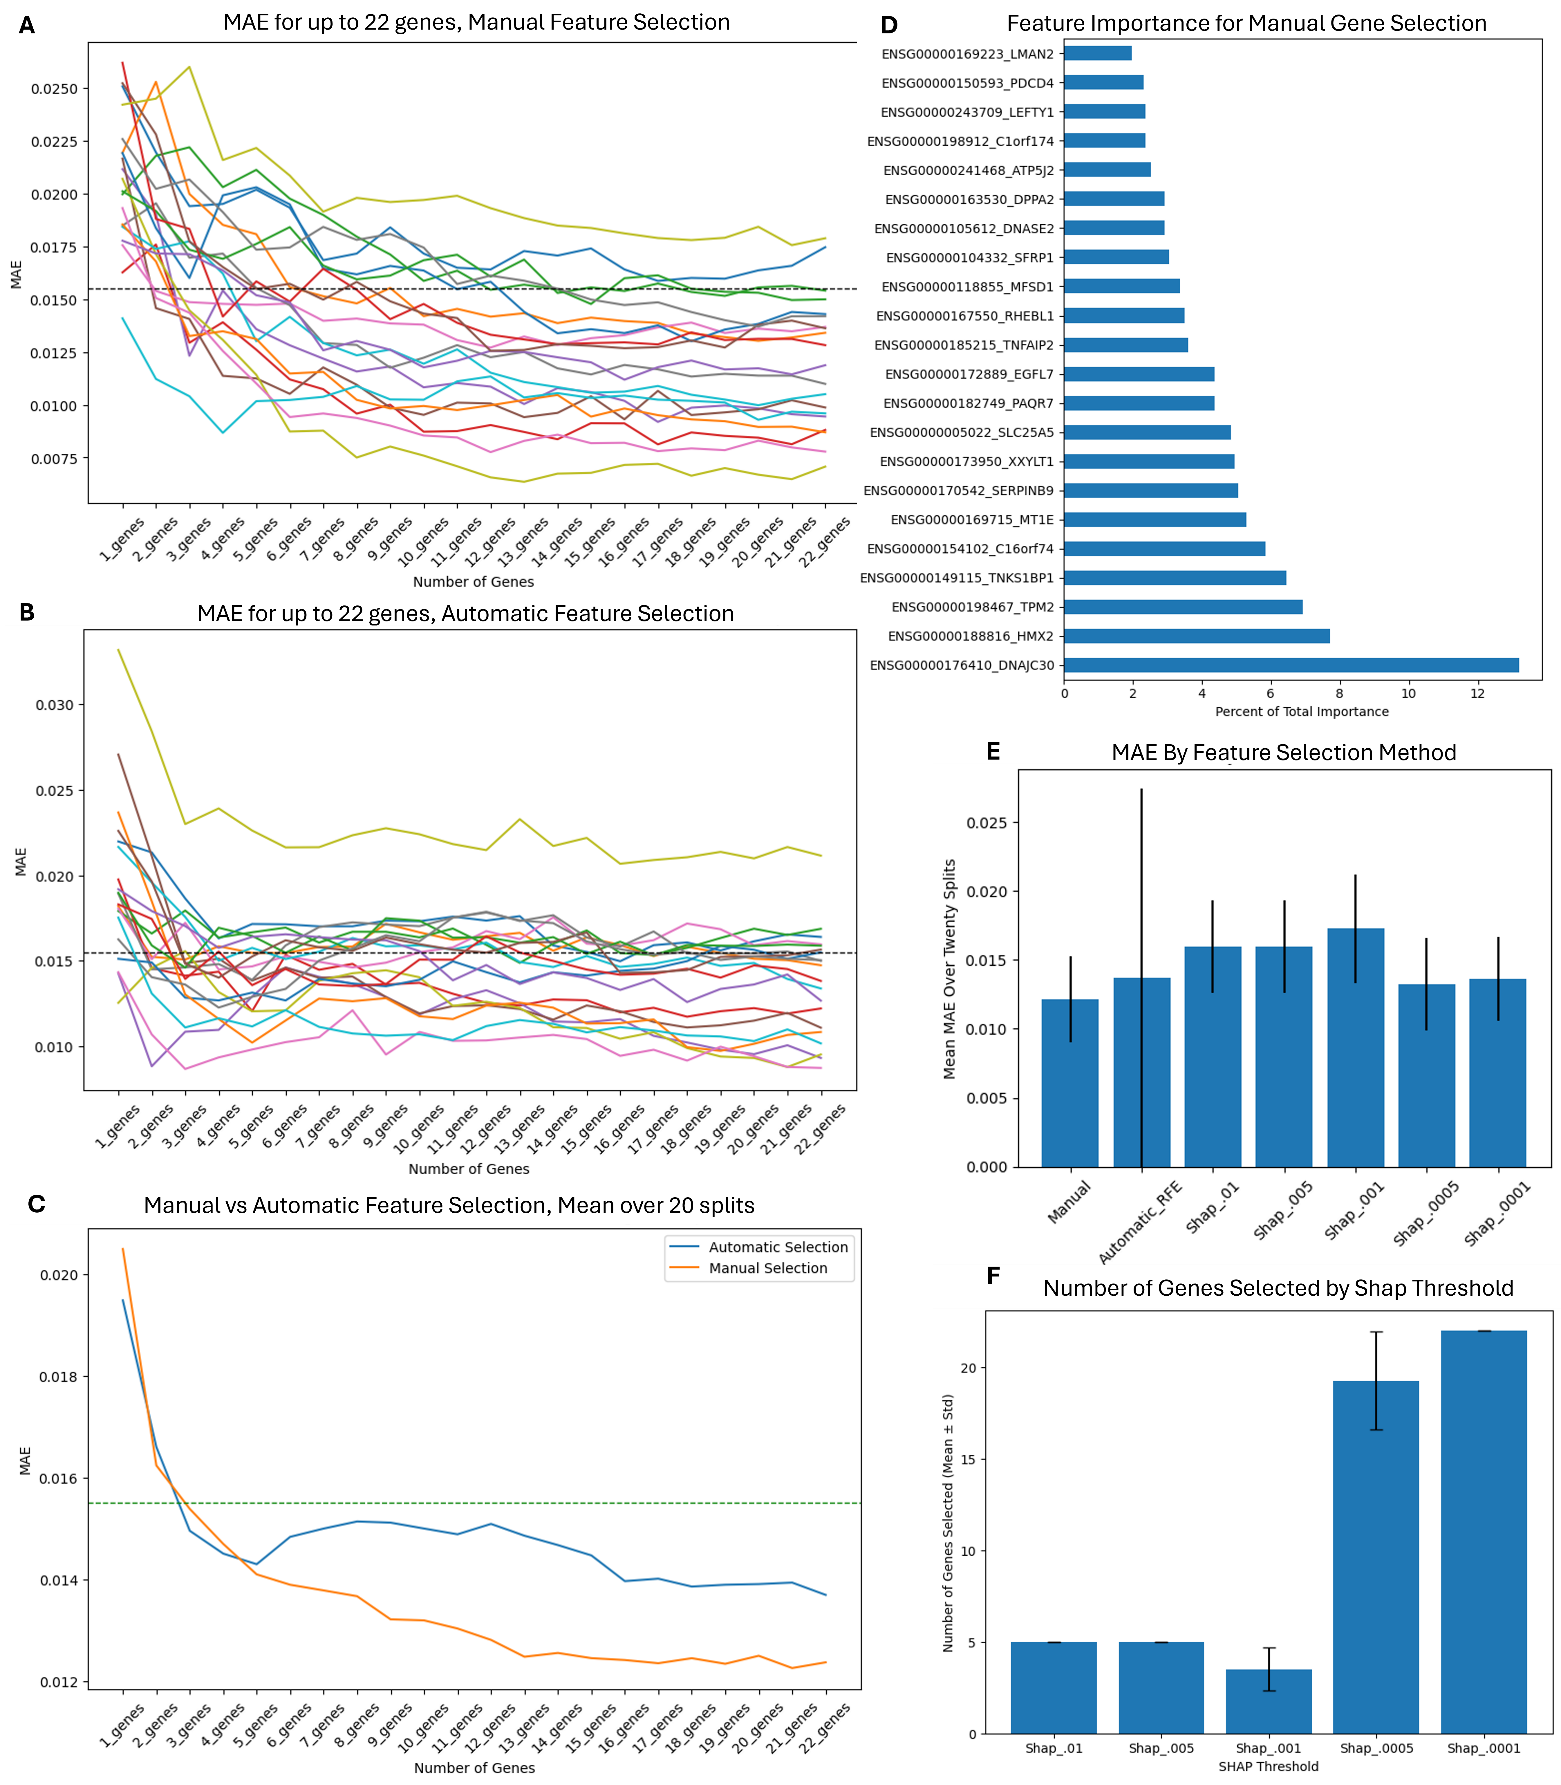 A
MAE for up to 22 genes, Manual Feature Selection
0.0250
0.0225
0.0200
0.0175
0.0150
0.0125
0.0100
0.0075
MAE
1_genes
2_genes
3_genes
4_genes
5_genes
6_genes
7_genes
8_genes
9_genes
10_genes
11_genes
12_genes
13_genes
14_genes
15_genes
16_genes
17_genes
18_genes
19_genes
20_genes
21_genes
22_genes
Number of Genes
B
MAE for up to 22 genes, Automatic Feature Selection
0.030
0.025
0.020
0.015
0.010
MAE
1_genes
2_genes
3_genes
4_genes
5_genes
6_genes
7_genes
8_genes
9_genes
10_genes
11_genes
12_genes
13_genes
14_genes
15_genes
16_genes
17_genes
18_genes
19_genes
20_genes
21_genes
22_genes
Number of Genes
C
Manual vs Automatic Feature Selection, Mean over 20 splits
Automatic Selection
Manual Selection
0.020
0.018
0.016
0.014
0.012
MAE
1_genes
2_genes
3_genes
4_genes
5_genes
6_genes
7_genes
8_genes
9_genes
10_genes
11_genes
12_genes
13_genes
14_genes
15_genes
16_genes
17_genes
18_genes
19_genes
20_genes
21_genes
22_genes
Number of Genes
D
Feature Importance for Manual Gene Selection
ENSG00000169223_LMAN2
ENSG00000150593_PDCD4
ENSG00000243709_LEFTY1
ENSG00000198912_C1orf174
ENSG00000241468_ATP5J2
ENSG00000163530_DPPA2
ENSG00000105612_DNASE2
ENSG00000104332_SFRP1
ENSG00000118855_MFSD1
ENSG00000167550_RHEBL1
ENSG00000185215_TNFAIP2
ENSG00000172889_EGFL7
ENSG00000182749_PAQR7
ENSG00000005022_SLC25A5
ENSG00000173950_XXYLT1
ENSG00000170542_SERPINB9
ENSG00000169715_MT1E
ENSG00000154102_C16orf74
ENSG00000149115_TNKS1BP1
ENSG00000198467_TPM2
ENSG00000188816_HMX2
ENSG00000176410_DNAJC30
0 2 4 6 8 10 12
Percent of Total Importance
E
MAE By Feature Selection Method
0.025
0.020
0.015
0.010
0.005
0.000
Mean MAE Over Twenty Splits
Manual
Automatic_RFE
Shap_.01
Shap_.005
Shap_.001
Shap_.0005
Shap_.0001
F
Number of Genes Selected by Shap Threshold
20
15
10
5
0
Number of Genes Selected (Mean ± Std)
Shap_.01 Shap_.005 Shap_.001 Shap_.0005 Shap_.0001
SHAP Threshold